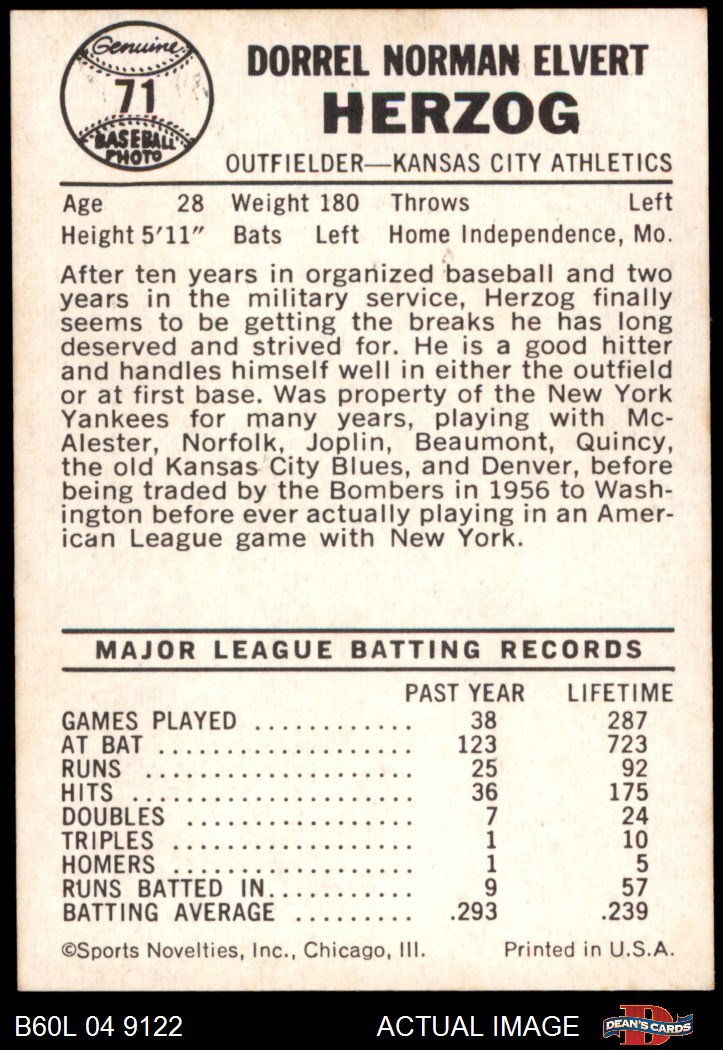 Genuine
71
BASEBALL
PHOTO
DORREL NORMAN ELVERT
HERZOG
OUTFIELDER—KANSAS CITY ATHLETICS
Age 28 Weight 180 Throws Left
Height 5'11" Bats Left Home Independence, Mo.
After ten years in organized baseball and two
years in the military service, Herzog finally
seems to be getting the breaks he has long
deserved and strived for. He is a good hitter
and handles himself well in either the outfield
or at first base. Was property of the New York
Yankees for many years, playing with Mc-
Alester, Norfolk, Joplin, Beaumont, Quincy,
the old Kansas City Blues, and Denver, before
being traded by the Bombers in 1956 to Wash-
ington before ever actually playing in an Amer-
ican League game with New York.
MAJOR LEAGUE BATTING RECORDS
PAST YEAR LIFETIME
GAMES PLAYED ............ 38 287
AT BAT ................... 123 723
RUNS .................... 25 92
HITS ..................... 36 175
DOUBLES ................. 7 24
TRIPLES .................. 1 10
HOMERS .................. 1 5
RUNS BATTED IN........... 9 57
BATTING AVERAGE ......... .293 .239
©Sports Novelties, Inc., Chicago, Ill. Printed in U.S.A.
B60L 04 9122 ACTUAL IMAGE
D
DEAN'S CARDS